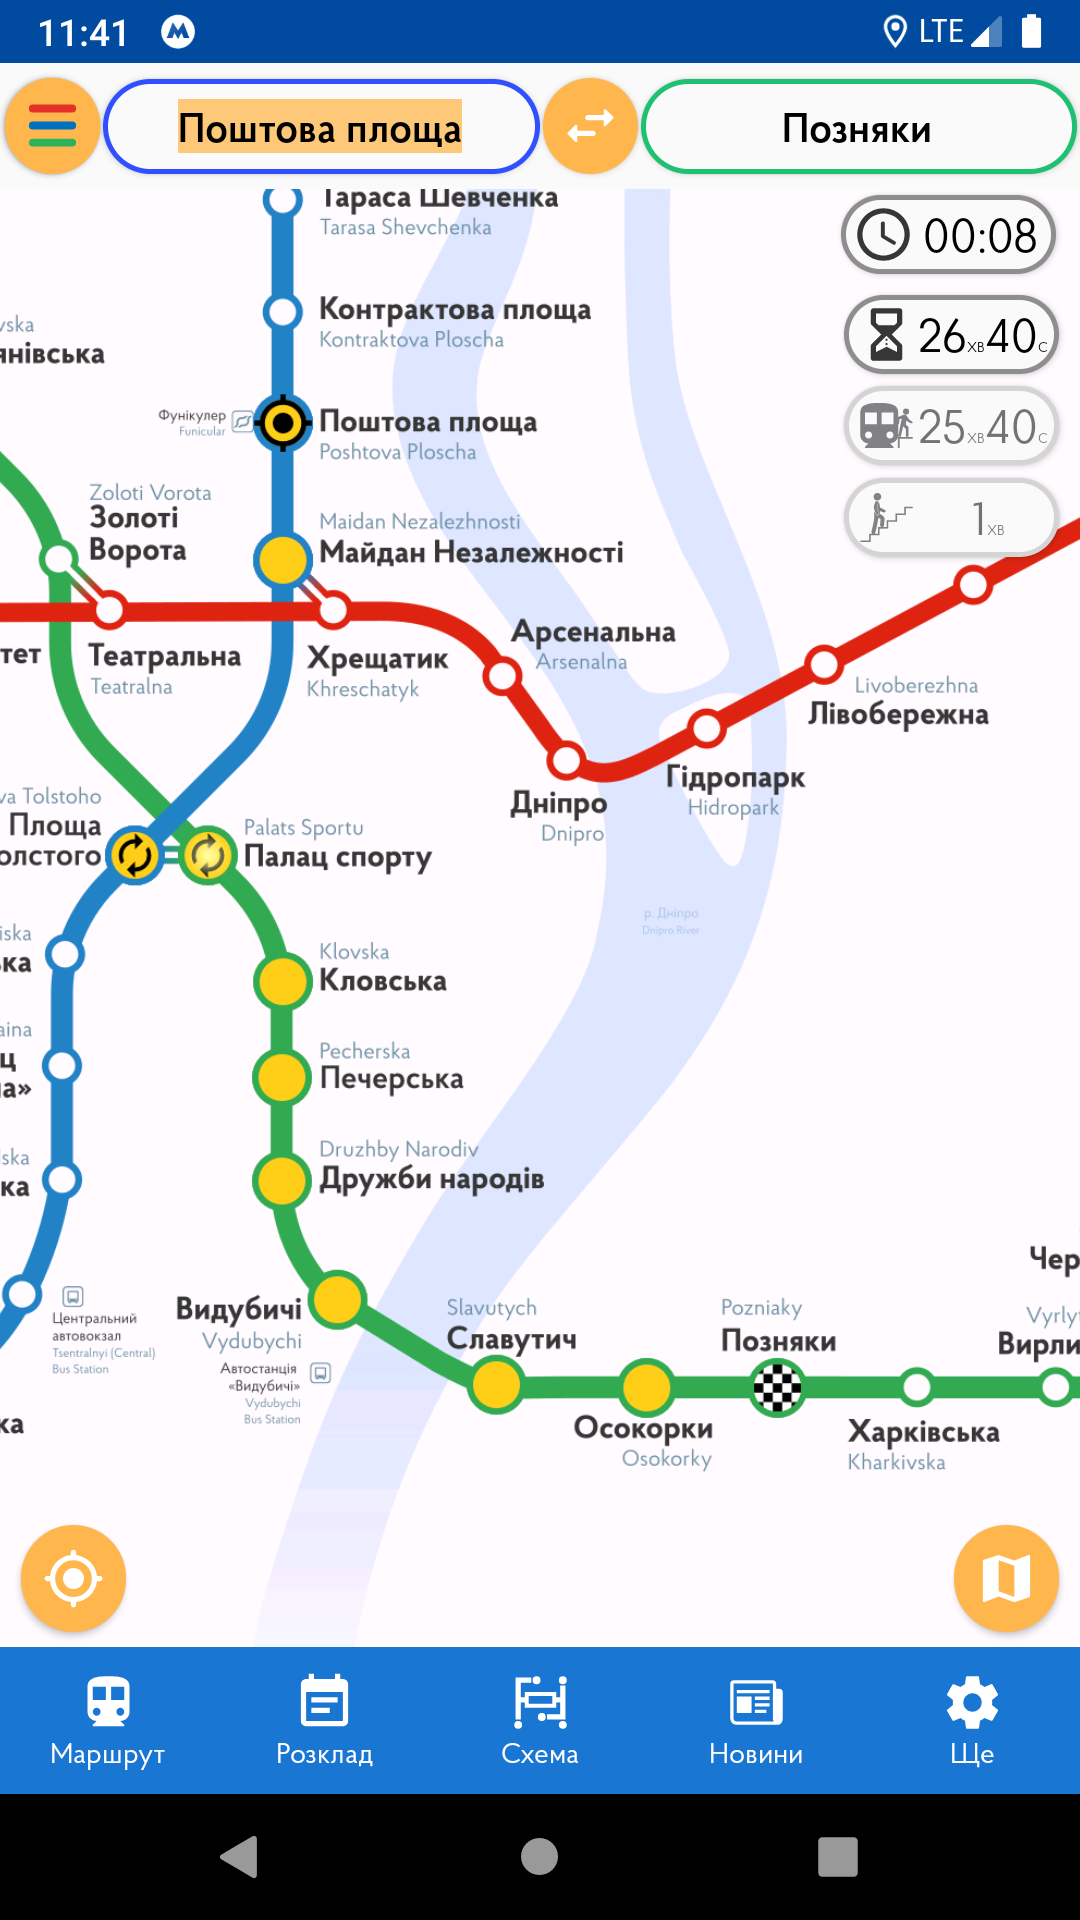 11:41
LTE
Поштова площа
Позняки
Тараса Шевченка
Tarasa Shevchenka
00:08
Контрактова площа
Kontraktova Ploscha
26хв40с
Фунікулер
Funicular
Поштова площа
Poshtova Ploscha
25хв40с
Zoloti Vorota
Золоті
Ворота
Maidan Nezalezhnosti
Майдан Незалежності
1хв
Театральна
Teatralna
Хрещатик
Khreschatyk
Арсенальна
Arsenalna
Livoberezhna
Лівобережна
Гідропарк
Hidropark
Дніпро
Dnipro
va Tolstoho
Площа
олстого
Palats Sportu
Палац спорту
р. Дніпро
Dnipro River
Klovska
Кловська
Pecherska
Печерська
Druzhby Narodiv
Дружби народів
Центральний
автовокзал
Tsentralnyi (Central)
Bus Station
Видубичі
Vydubychi
Автостанція
«Видубичі»
Vydubychi
Bus Station
Slavutych
Славутич
Осокорки
Osokorky
Pozniaky
Позняки
Харківська
Kharkivska
Чер
Vyrly
Вирли
vska
янівська
тет
iska
ька
aina
ц
на»
lska
ка
ка
Маршрут
Розклад
Схема
Новини
Ще